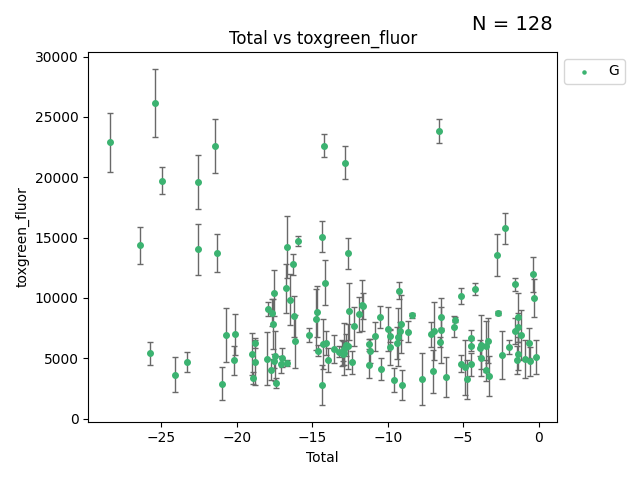 N = 128
Total vs toxgreen_fluor
30000
25000
20000
15000
10000
5000
0
toxgreen_fluor
−25
−20
−15
−10
−5
0
Total
G